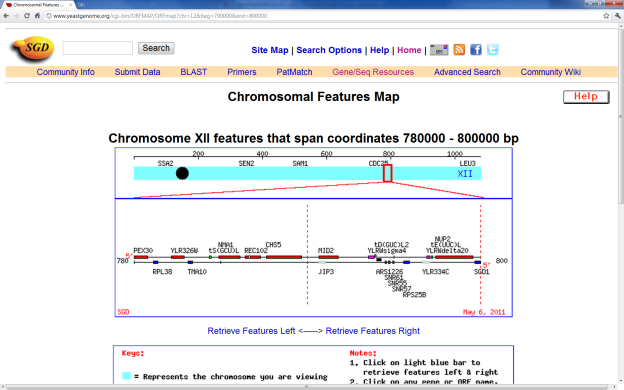 Chromosomal Features ...
www.yeastgenome.org/cgi-bin/ORFMAP/ORFmap?chr=12&beg=780000&end=800000
SGD
Search
Site Map | Search Options | Help | Home |
Community Info Submit Data BLAST Primers PatMatch Gene/Seq Resources Advanced Search Community Wiki
Chromosomal Features Map
Help
Chromosome XII features that span coordinates 780000 - 800000 bp
200 400 600 800 1000
SSA2 SEN2 SAM1 CDC25 LEU3
XII
NUP2
CHS5 tD(GUC)L2 tE(UUC)L
NMA1
PEX30 YLR326W tS(GCU)L REC102 MID2 YLRWsigma4 YLRWdelta20
5'
780 800
5'
RPL38 TMA10 JIP3 ARS1226 YLR334C SGD1
SNR61
SNR55
SNR57
RPS25B
SGD May 6, 2011
Retrieve Features Left <-----> Retrieve Features Right
Keys: Notes:
1. Click on light blue bar to
retrieve features left & right
= Represents the chromosome you are viewing
2. Click on any gene or ORF name,